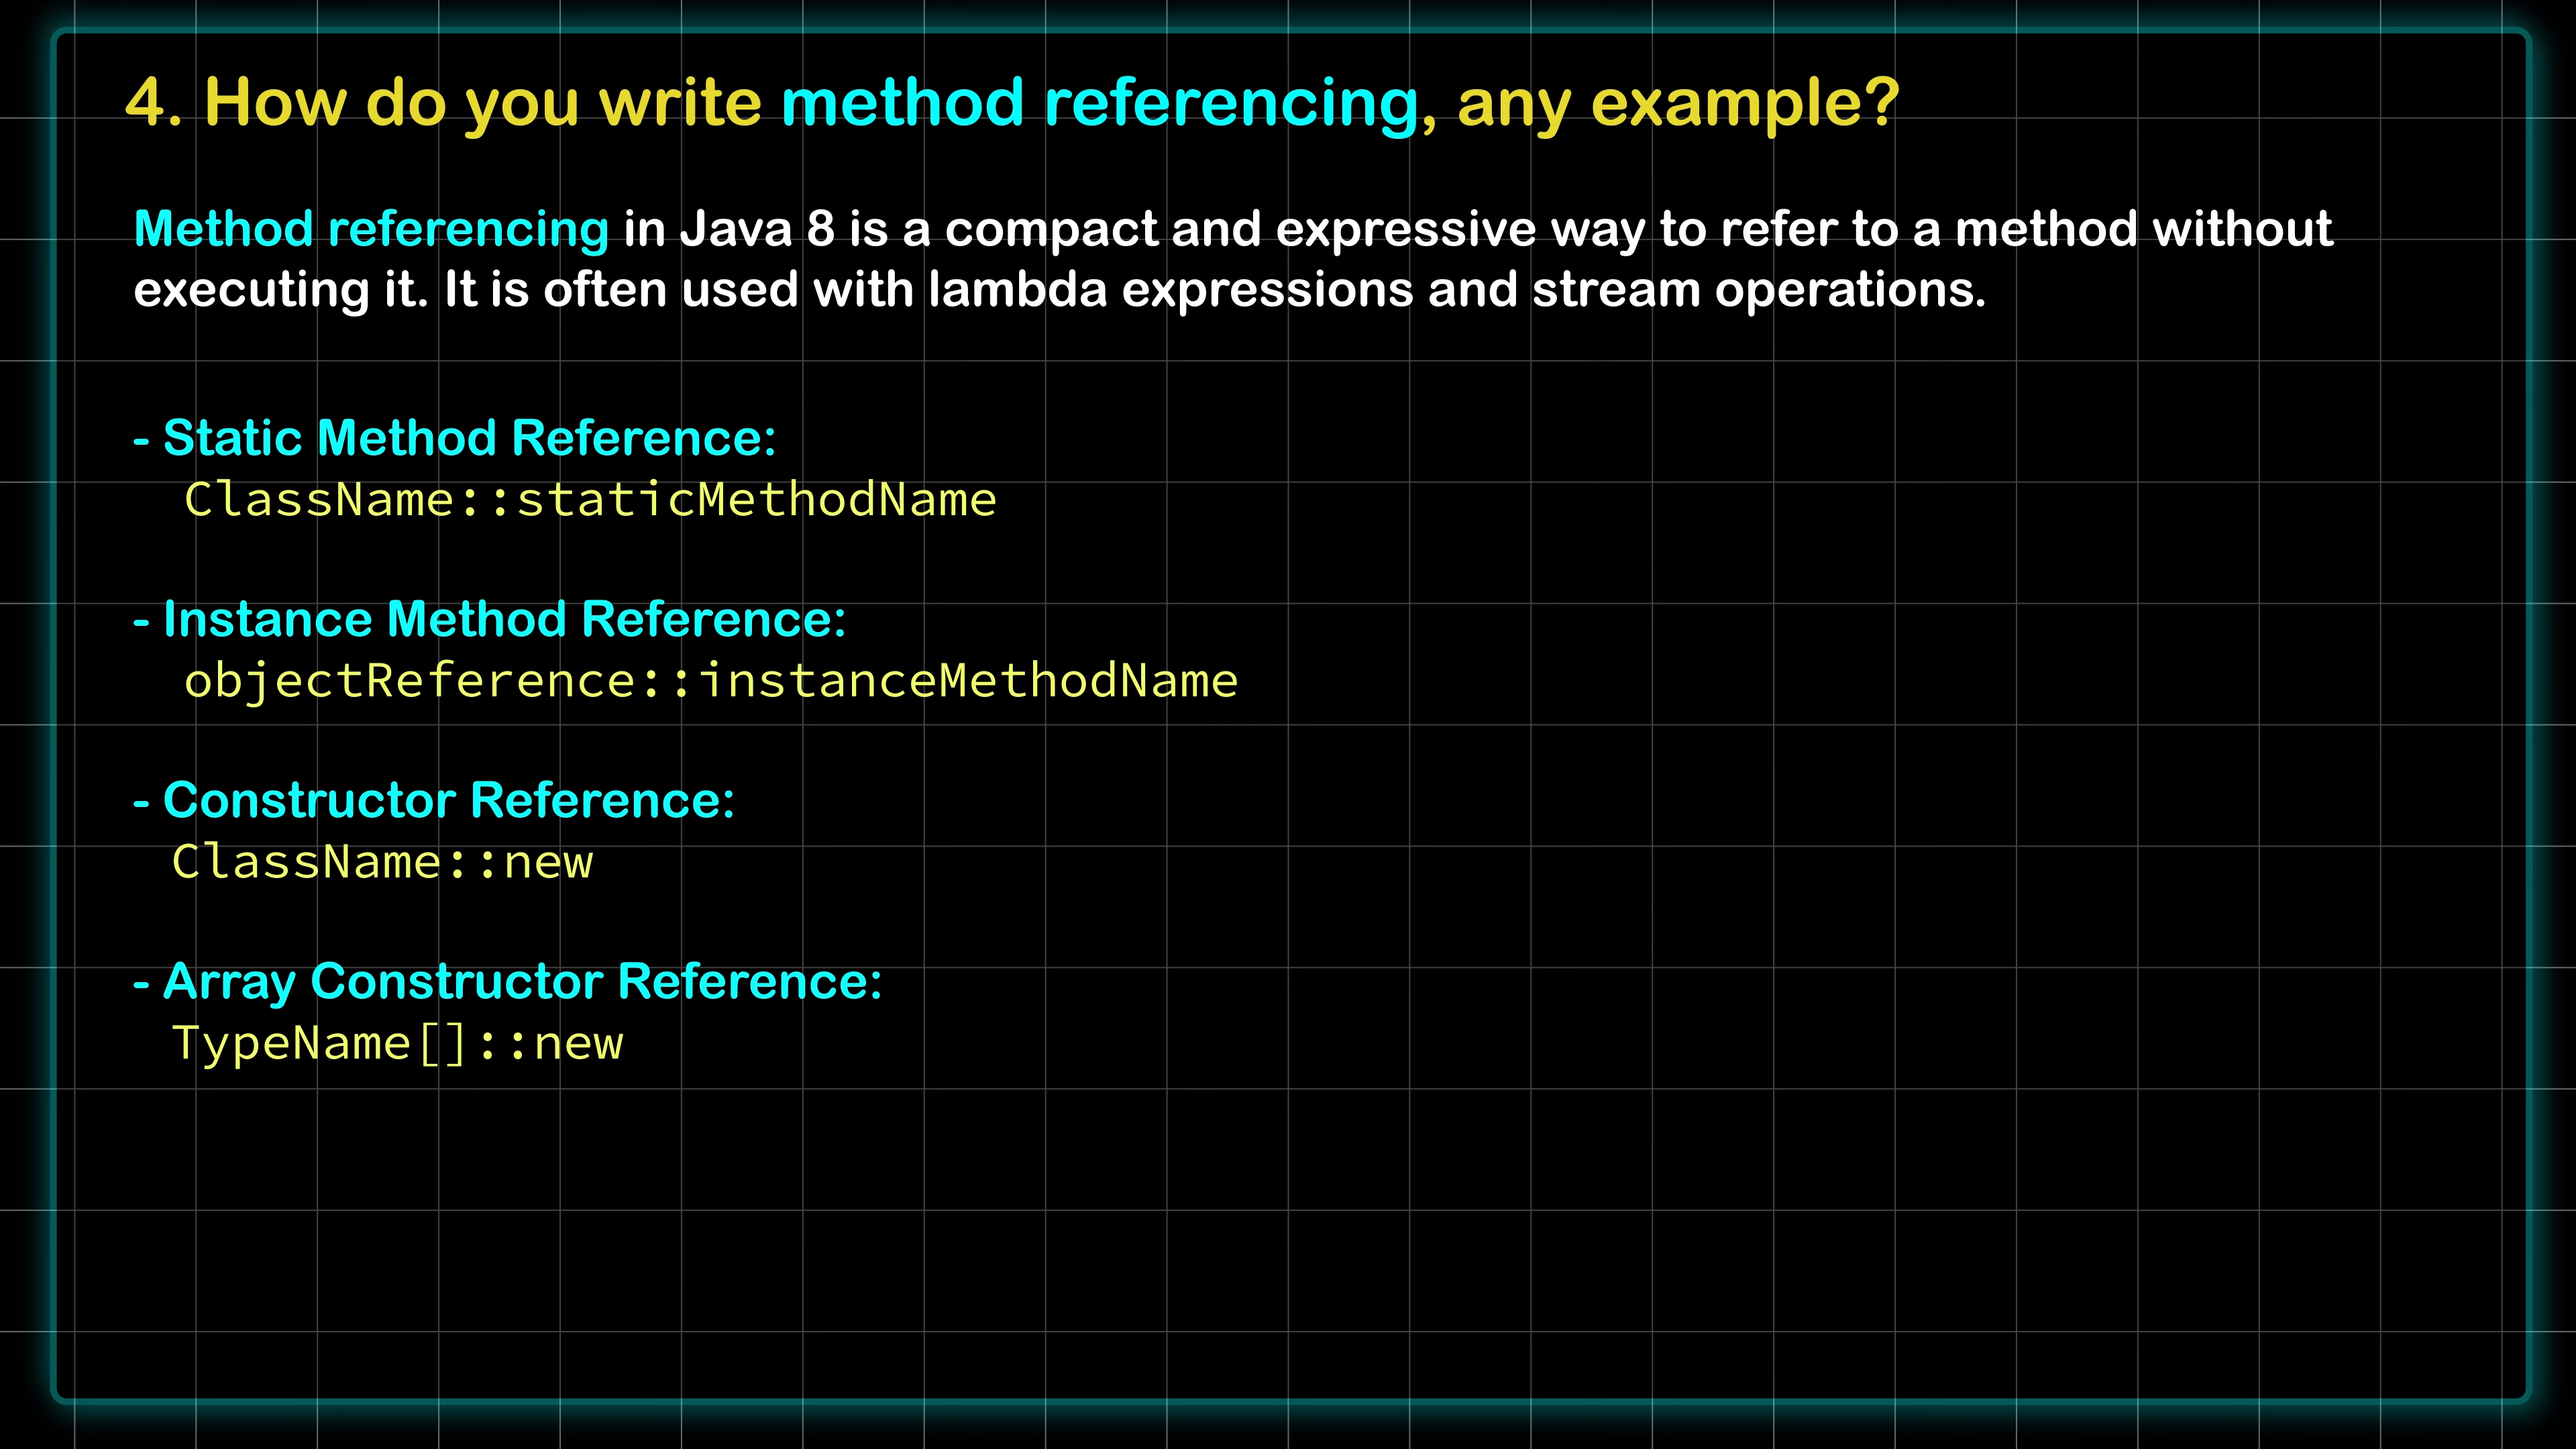 4. How do you write method referencing, any example?
Method referencing in Java 8 is a compact and expressive way to refer to a method without
executing it. It is often used with lambda expressions and stream operations.
- Static Method Reference:
ClassName::staticMethodName
- Instance Method Reference:
objectReference::instanceMethodName
- Constructor Reference:
ClassName::new
- Array Constructor Reference:
TypeName[]::new